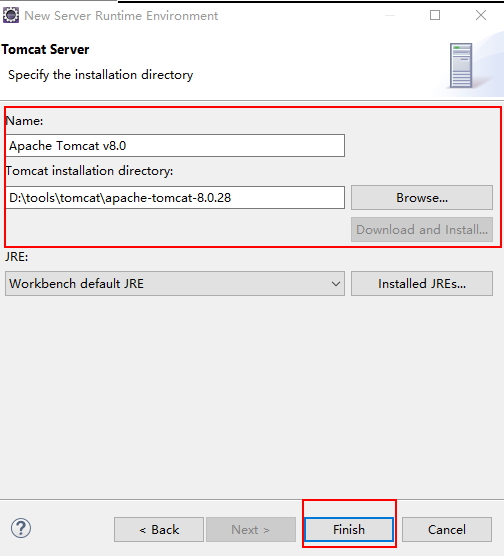 New Server Runtime Environment
Tomcat Server
Specify the installation directory
Name:
Apache Tomcat v8.0
Tomcat installation directory:
D:\tools\tomcat\apache-tomcat-8.0.28
Browse...
Download and Install...
JRE:
Workbench default JRE
Installed JREs...
?
< Back
Next >
Finish
Cancel